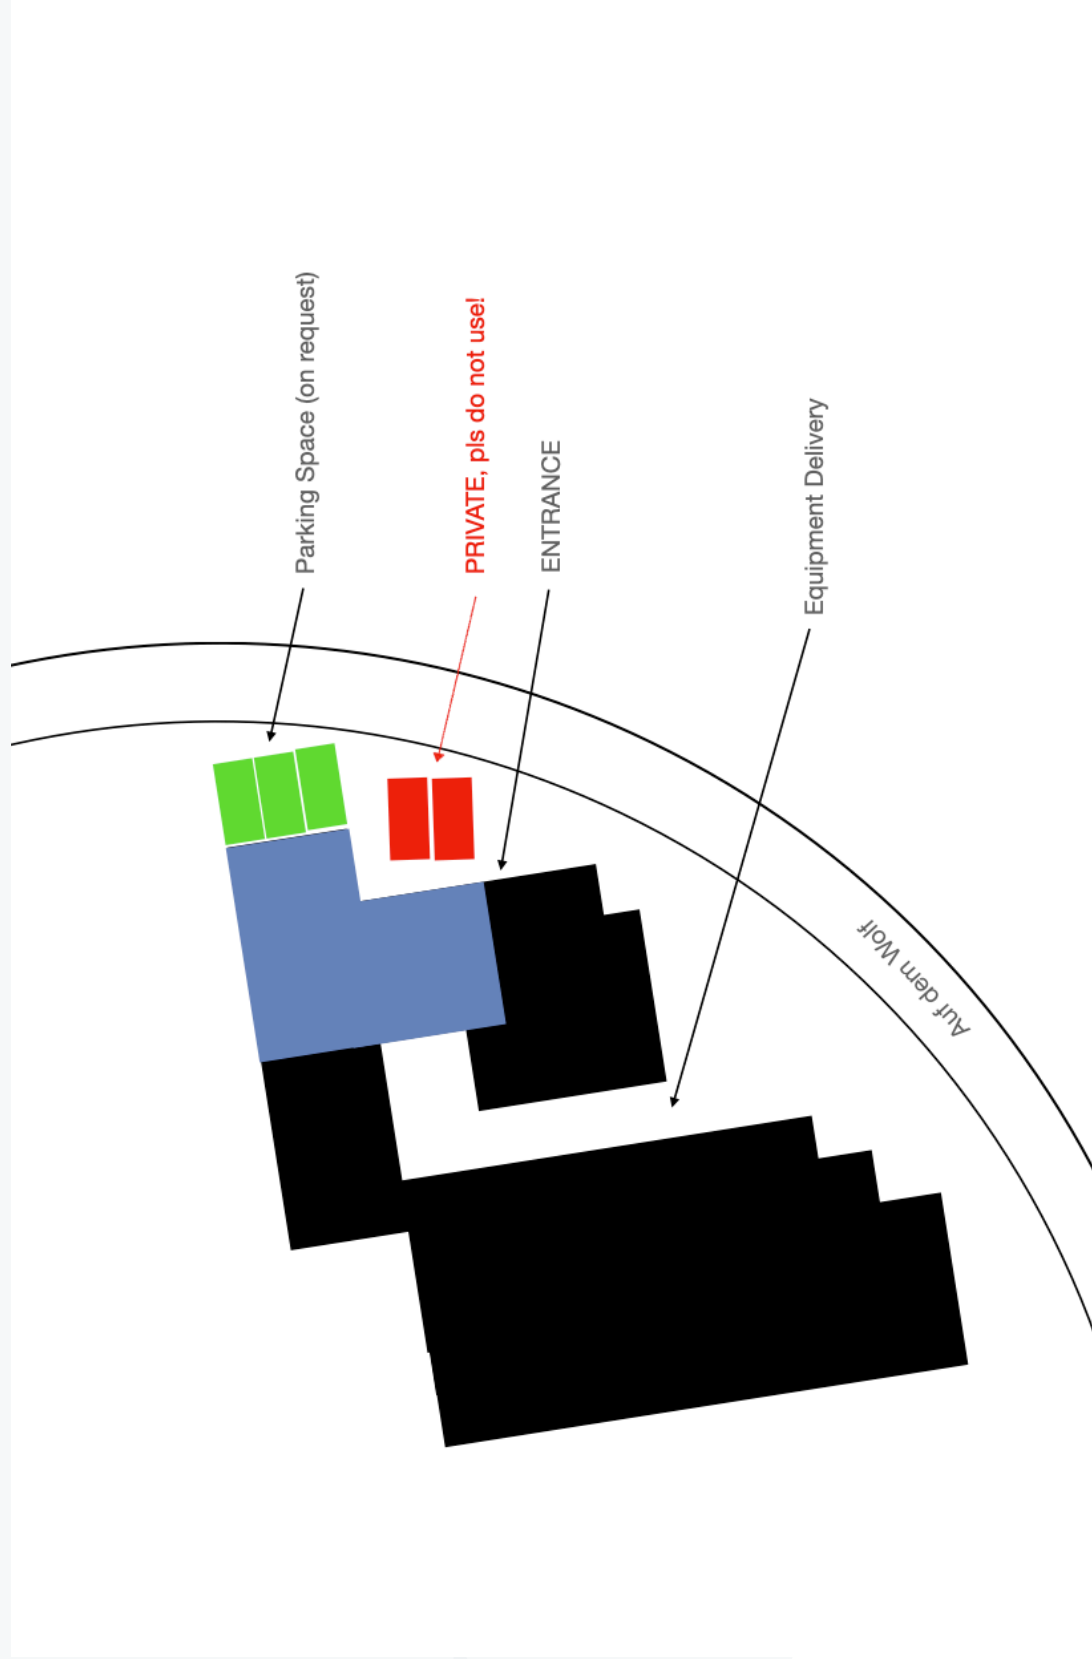 Parking Space (on request)
PRIVATE, pls do not use!
ENTRANCE
Equipment Delivery
Auf dem Wolf